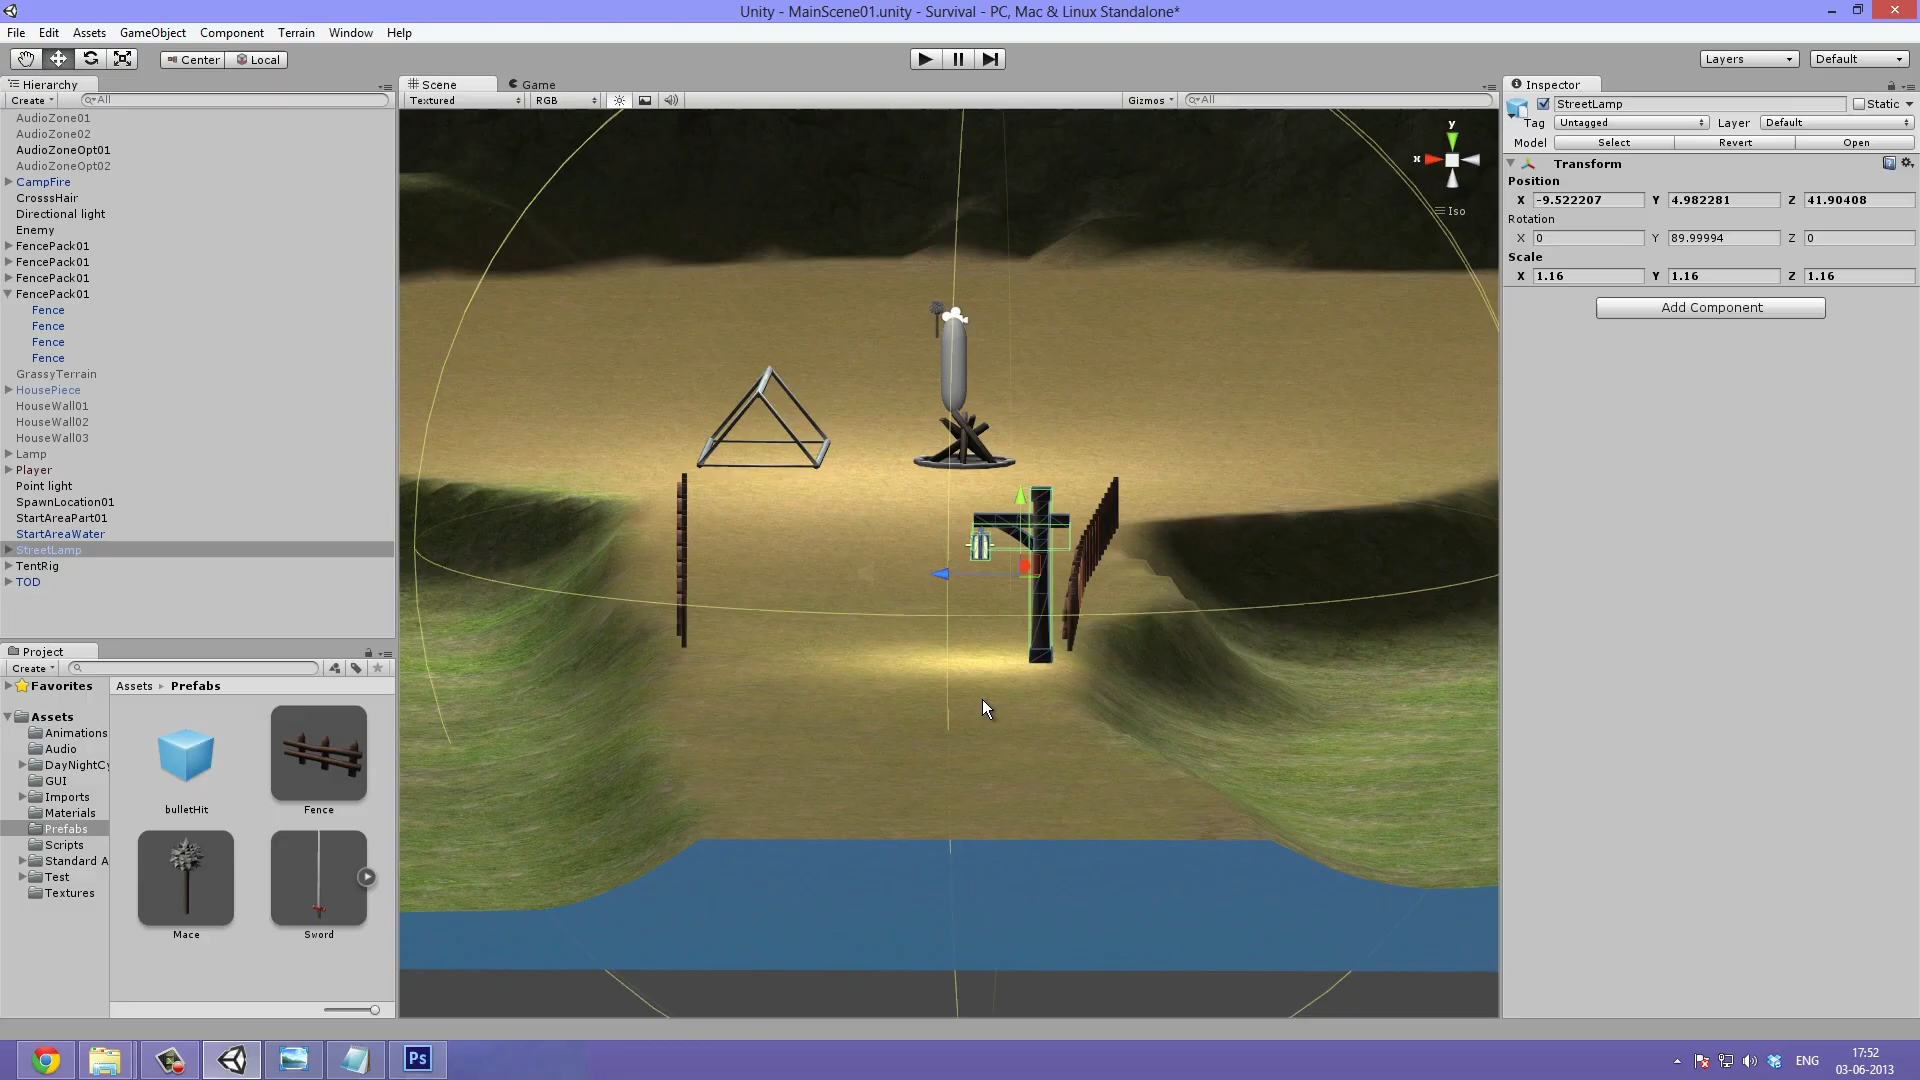 Unity - MainScene01.unity - Survival - PC, Mac & Linux Standalone*
File Edit Assets GameObject Component Terrain Window Help
Center Local
Layers Default
Hierarchy
Create All
AudioZone01
AudioZone02
AudioZoneOpt01
AudioZoneOpt02
CampFire
CrosssHair
Directional light
Enemy
FencePack01
FencePack01
FencePack01
FencePack01
Fence
Fence
Fence
Fence
GrassyTerrain
HousePiece
HouseWall01
HouseWall02
HouseWall03
Lamp
Player
Point light
SpawnLocation01
StartAreaPart01
StartAreaWater
StreetLamp
TentRig
TOD
Scene Game
Textured RGB Gizmos All
y
x
Iso
Inspector
StreetLamp Static
Tag Untagged Layer Default
Model Select Revert Open
Transform
Position
X -9.522207 Y 4.982281 Z 41.90408
Rotation
X 0 Y 89.99994 Z 0
Scale
X 1.16 Y 1.16 Z 1.16
Add Component
Project
Create
Favorites
Assets
Animations
Audio
DayNightCy
GUI
Imports
Materials
Prefabs
Scripts
Standard A
Test
Textures
Assets Prefabs
bulletHit Fence
Mace Sword
Ps
ENG
17:52
03-06-2013